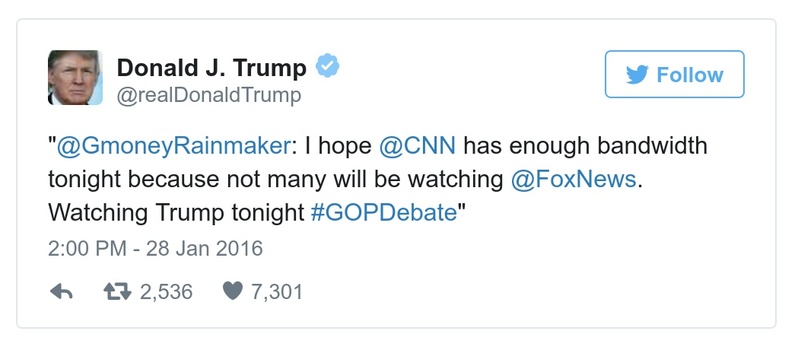 Donald J. Trump
@realDonaldTrump
Follow
"@GmoneyRainmaker: I hope @CNN has enough bandwidth
tonight because not many will be watching @FoxNews.
Watching Trump tonight #GOPDebate"
2:00 PM - 28 Jan 2016
2,536 7,301